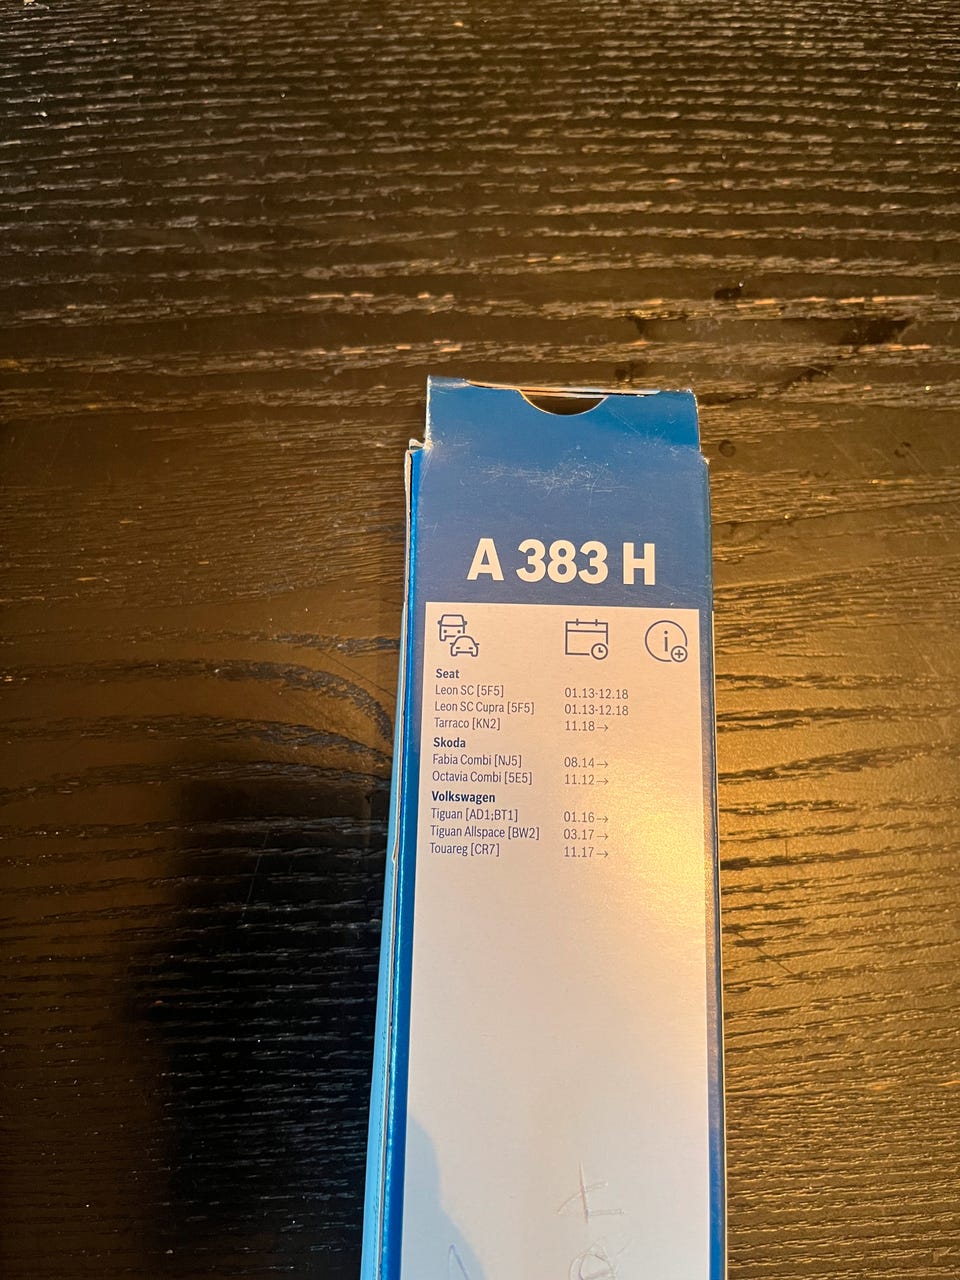 A 383 H
Seat
Leon SC [5F5] 01.13-12.18
Leon SC Cupra [5F5] 01.13-12.18
Tarraco [KN2] 11.18→
Skoda
Fabia Combi [NJ5] 08.14→
Octavia Combi [5E5] 11.12→
Volkswagen
Tiguan [AD1;BT1] 01.16→
Tiguan Allspace [BW2] 03.17→
Touareg [CR7] 11.17→